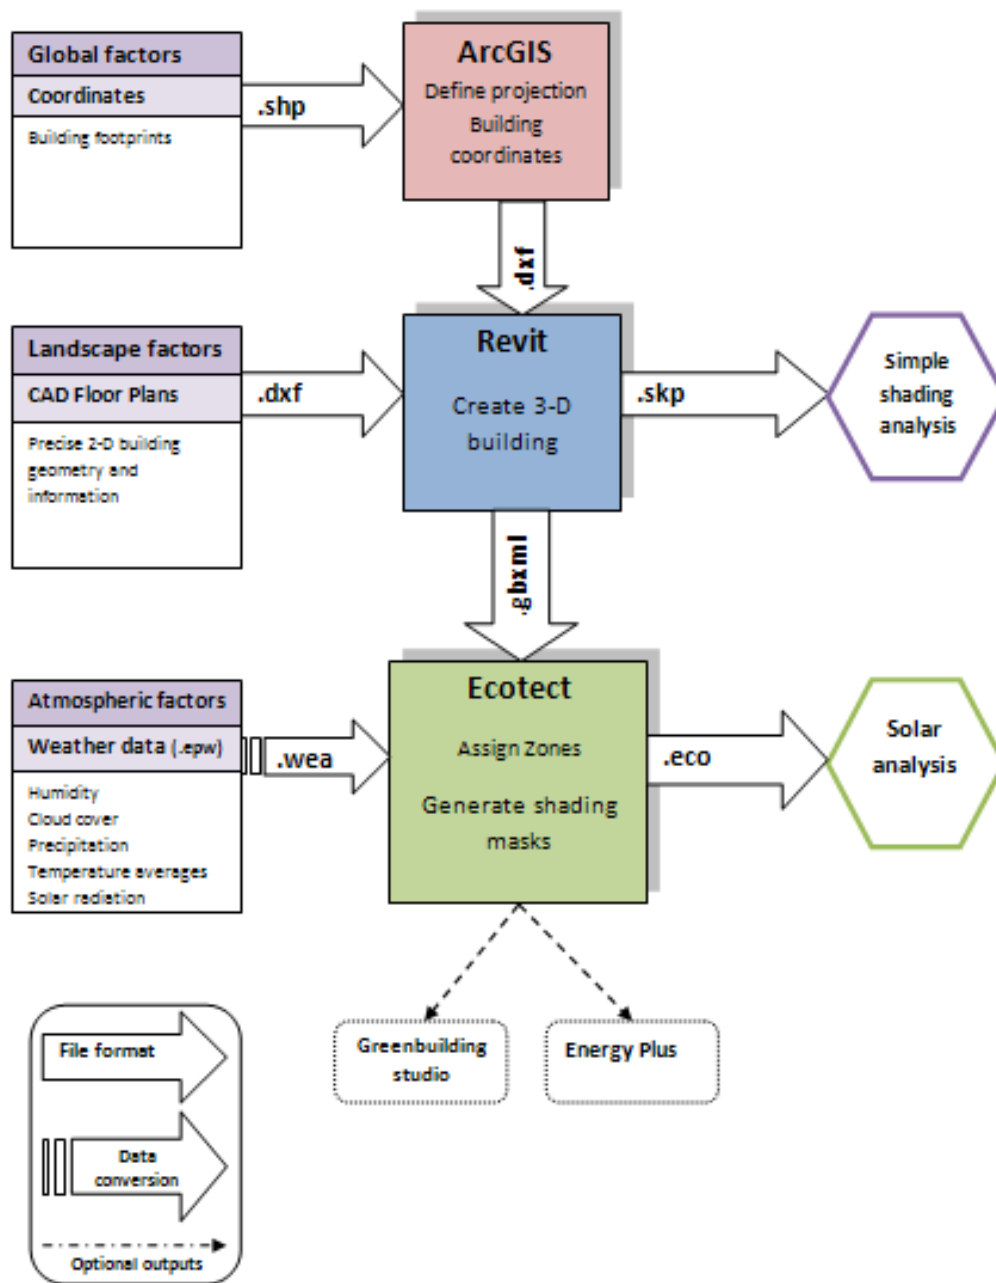 Global factors
Coordinates
Building footprints
.shp
ArcGIS
Define projection
Building
coordinates
.dxf
Landscape factors
CAD Floor Plans
Precise 2-D building
geometry and
information
.dxf
Revit
Create 3-D
building
.skp
Simple
shading
analysis
.gbxml
Atmospheric factors
Weather data (.epw)
Humidity
Cloud cover
Precipitation
Temperature averages
Solar radiation
.wea
Ecotect
Assign Zones
Generate shading
masks
.eco
Solar
analysis
Greenbuilding
studio
Energy Plus
File format
Data
conversion
Optional outputs